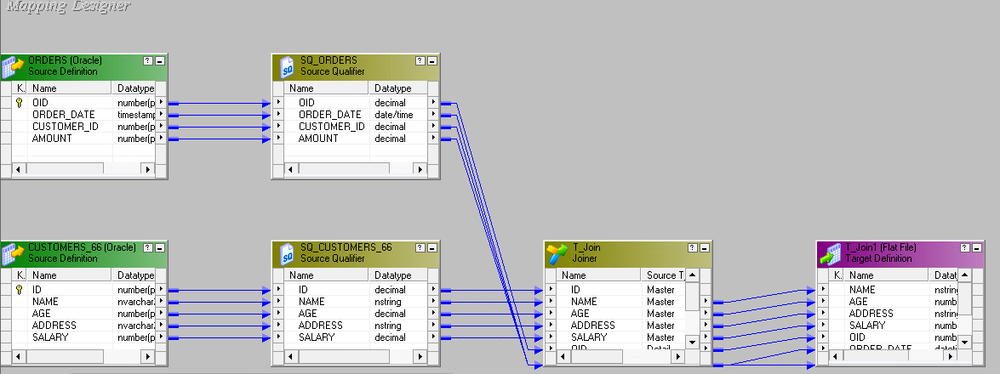 Mapping Designer
ORDERS (Oracle)
Source Definition
K. Name Datatype
OID number(p
ORDER_DATE timestamp
CUSTOMER_ID number(p
AMOUNT number(p
SQ_ORDERS
Source Qualifier
Name Datatype
OID decimal
ORDER_DATE date/time
CUSTOMER_ID decimal
AMOUNT decimal
CUSTOMERS_66 (Oracle)
Source Definition
K. Name Datatype
ID number(p
NAME nvarchar
AGE number(p
ADDRESS nvarchar
SALARY number(p
SQ_CUSTOMERS_66
Source Qualifier
Name Datatype
ID decimal
NAME nstring
AGE decimal
ADDRESS nstring
SALARY decimal
T_Join
Joiner
Name Source T
ID Master
NAME Master
AGE Master
ADDRESS Master
SALARY Master
OID Detail
T_Join1 (Flat File)
Target Definition
K. Name Datat
NAME nstring
AGE numb
ADDRESS nstring
SALARY numb
OID numb
ORDER_DATE dateti